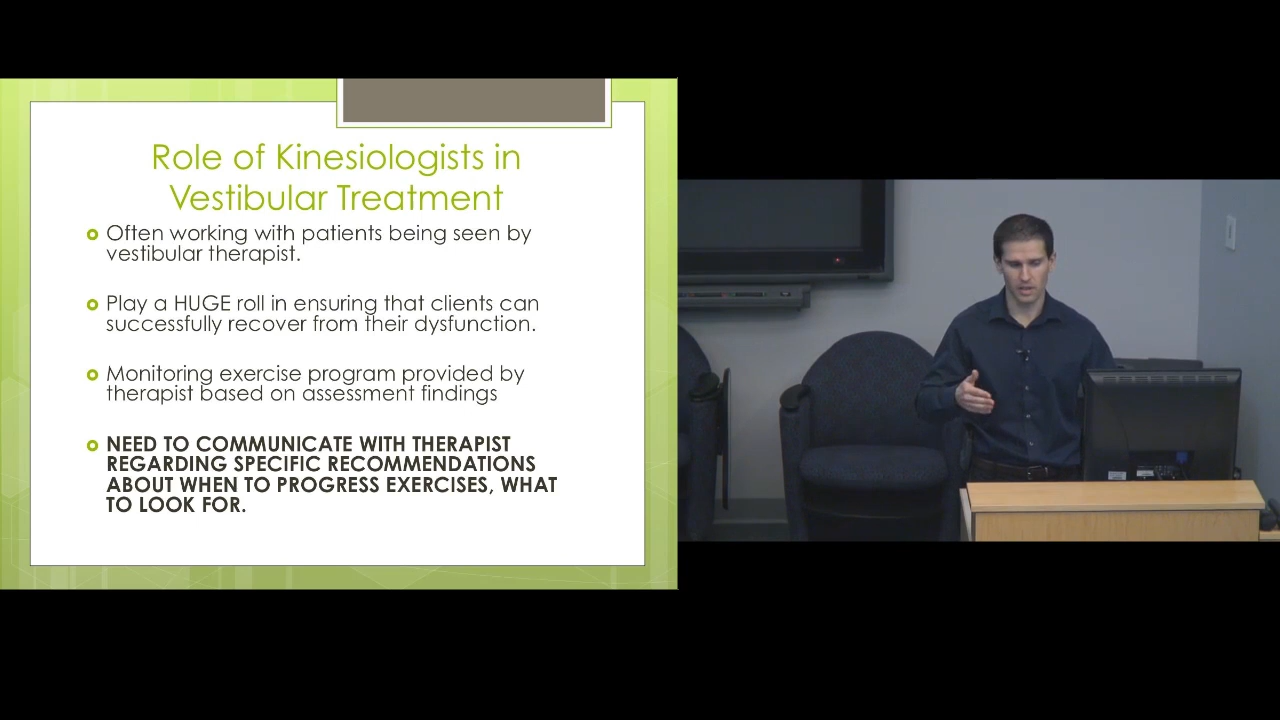 Role of Kinesiologists in
Vestibular Treatment
Often working with patients being seen by
vestibular therapist.
Play a HUGE roll in ensuring that clients can
successfully recover from their dysfunction.
Monitoring exercise program provided by
therapist based on assessment findings
NEED TO COMMUNICATE WITH THERAPIST
REGARDING SPECIFIC RECOMMENDATIONS
ABOUT WHEN TO PROGRESS EXERCISES, WHAT
TO LOOK FOR.